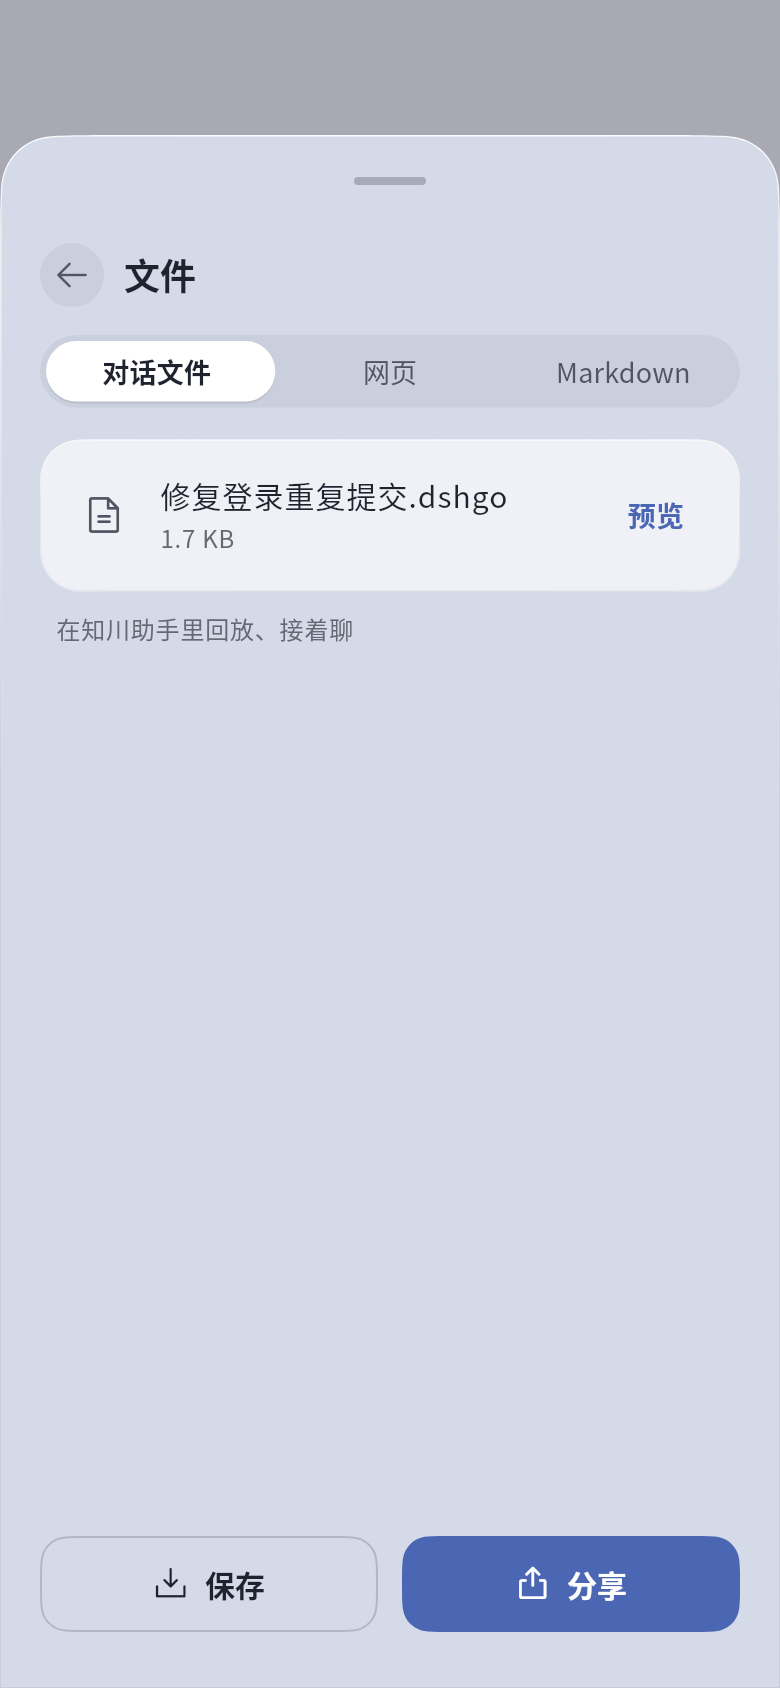 文件
对话文件
网页
Markdown
修复登录重复提交.dshgo
1.7 KB
预览
在知川助手里回放、接着聊
保存
分享